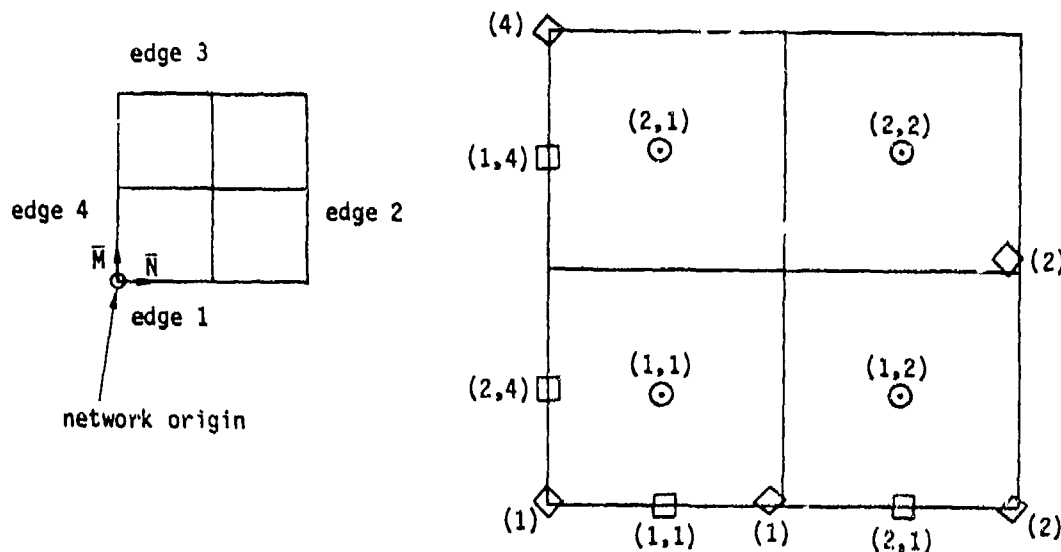 edge 3
edge 4
edge 2
M̅
N̅
edge 1
network origin
(4)
(2,1)
(2,2)
(1,4)
(2)
(1,1)
(1,2)
(2,4)
(1)
(1,1)
(1)
(2,1)
(2)